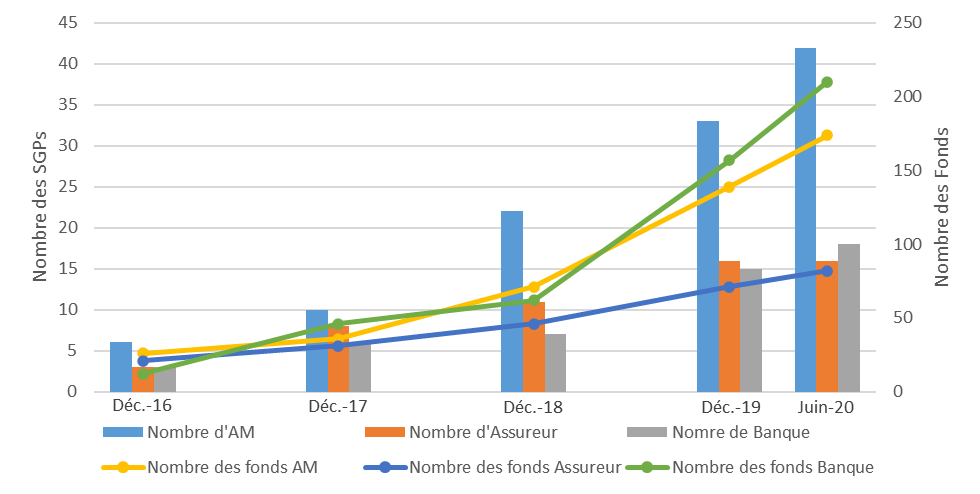 45
40
35
30
25
20
15
10
5
0
Nombre des SGPs
250
200
150
100
50
0
Nombre des Fonds
Déc.-16
Déc.-17
Déc.-18
Déc.-19
Juin-20
Nombre d'AM
Nombre d'Assureur
Nomre de Banque
Nombre des fonds AM
Nombre des fonds Assureur
Nombre des fonds Banque